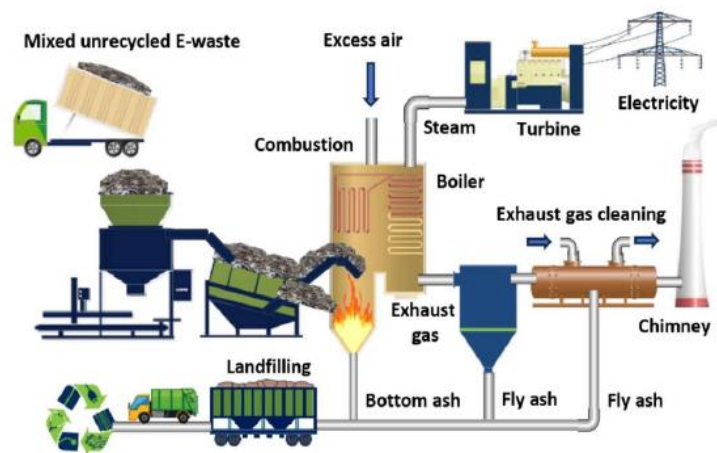 Mixed unrecycled E-waste
Excess air
Electricity
Steam
Turbine
Combustion
Boiler
Exhaust gas cleaning
Exhaust
gas
Chimney
Landfilling
Bottom ash
Fly ash
Fly ash